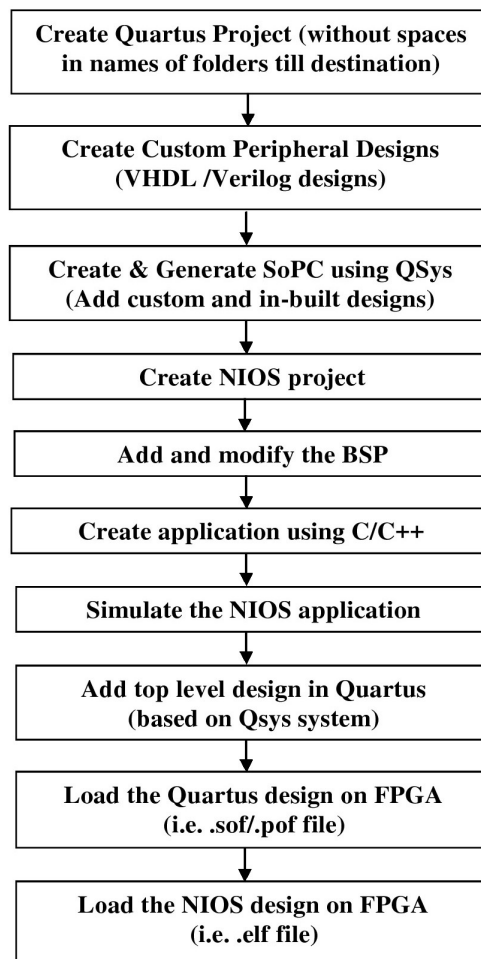 Create Quartus Project (without spaces
in names of folders till destination)
Create Custom Peripheral Designs
(VHDL /Verilog designs)
Create & Generate SoPC using QSys
(Add custom and in-built designs)
Create NIOS project
Add and modify the BSP
Create application using C/C++
Simulate the NIOS application
Add top level design in Quartus
(based on Qsys system)
Load the Quartus design on FPGA
(i.e. .sof/.pof file)
Load the NIOS design on FPGA
(i.e. .elf file)